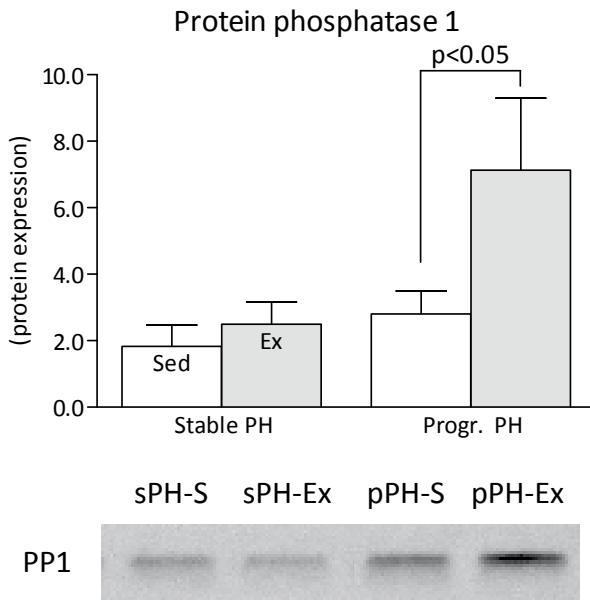 Protein phosphatase 1
p<0.05
10.0
8.0
6.0
4.0
2.0
0.0
(protein expression)
Sed
Ex
Stable PH
Progr. PH
sPH-S sPH-Ex pPH-S pPH-Ex
PP1